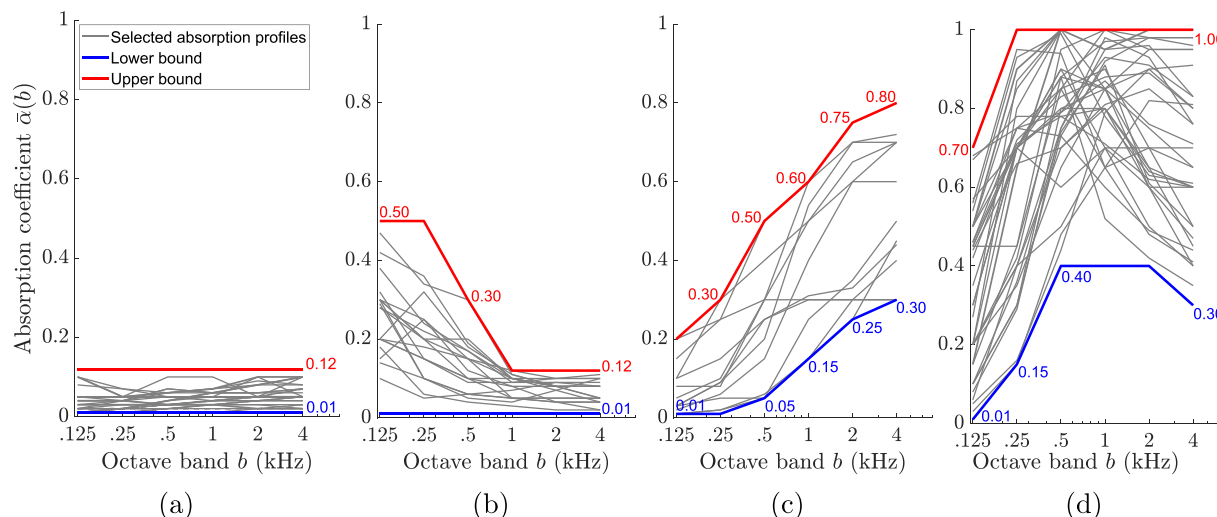 Absorption coefficient ᾱ(b)
1
0.8
0.6
0.4
0.2
0
Selected absorption profiles
Lower bound
Upper bound
0.12
0.01
.125 .25 .5 1 2 4
Octave band b (kHz)
(a)
1
0.8
0.6
0.4
0.2
0
0.50
0.30
0.12
0.01
.125 .25 .5 1 2 4
Octave band b (kHz)
(b)
1
0.8
0.6
0.4
0.2
0
0.80
0.75
0.60
0.50
0.30
0.20
0.30
0.25
0.15
0.05
0.01
.125 .25 .5 1 2 4
Octave band b (kHz)
(c)
1
0.8
0.6
0.4
0.2
0
1.00
0.70
0.40
0.30
0.15
0.01
.125 .25 .5 1 2 4
Octave band b (kHz)
(d)